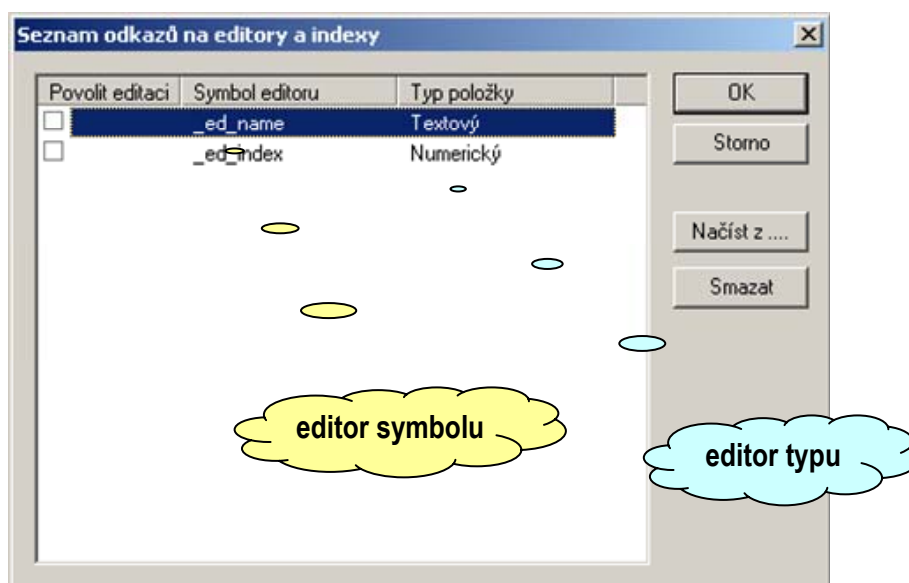 Seznam odkazů na editory a indexy
Povolit editaci Symbol editoru Typ položky
_ed_name Textový
_ed_index Numerický
OK
Storno
Načíst z ....
Smazat
editor symbolu
editor typu